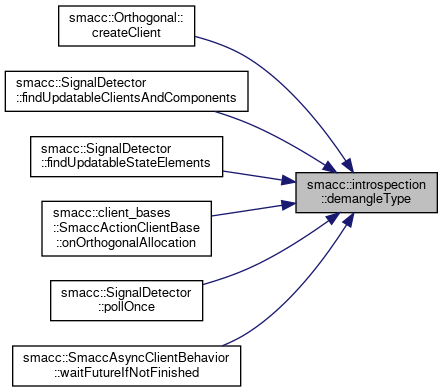 smacc::Orthogonal::
createClient
smacc::SignalDetector
::findUpdatableClientsAndComponents
smacc::SignalDetector
::findUpdatableStateElements
smacc::introspection
::demangleType
smacc::client_bases
::SmaccActionClientBase
::onOrthogonalAllocation
smacc::SignalDetector
::pollOnce
smacc::SmaccAsyncClientBehavior
::waitFutureIfNotFinished